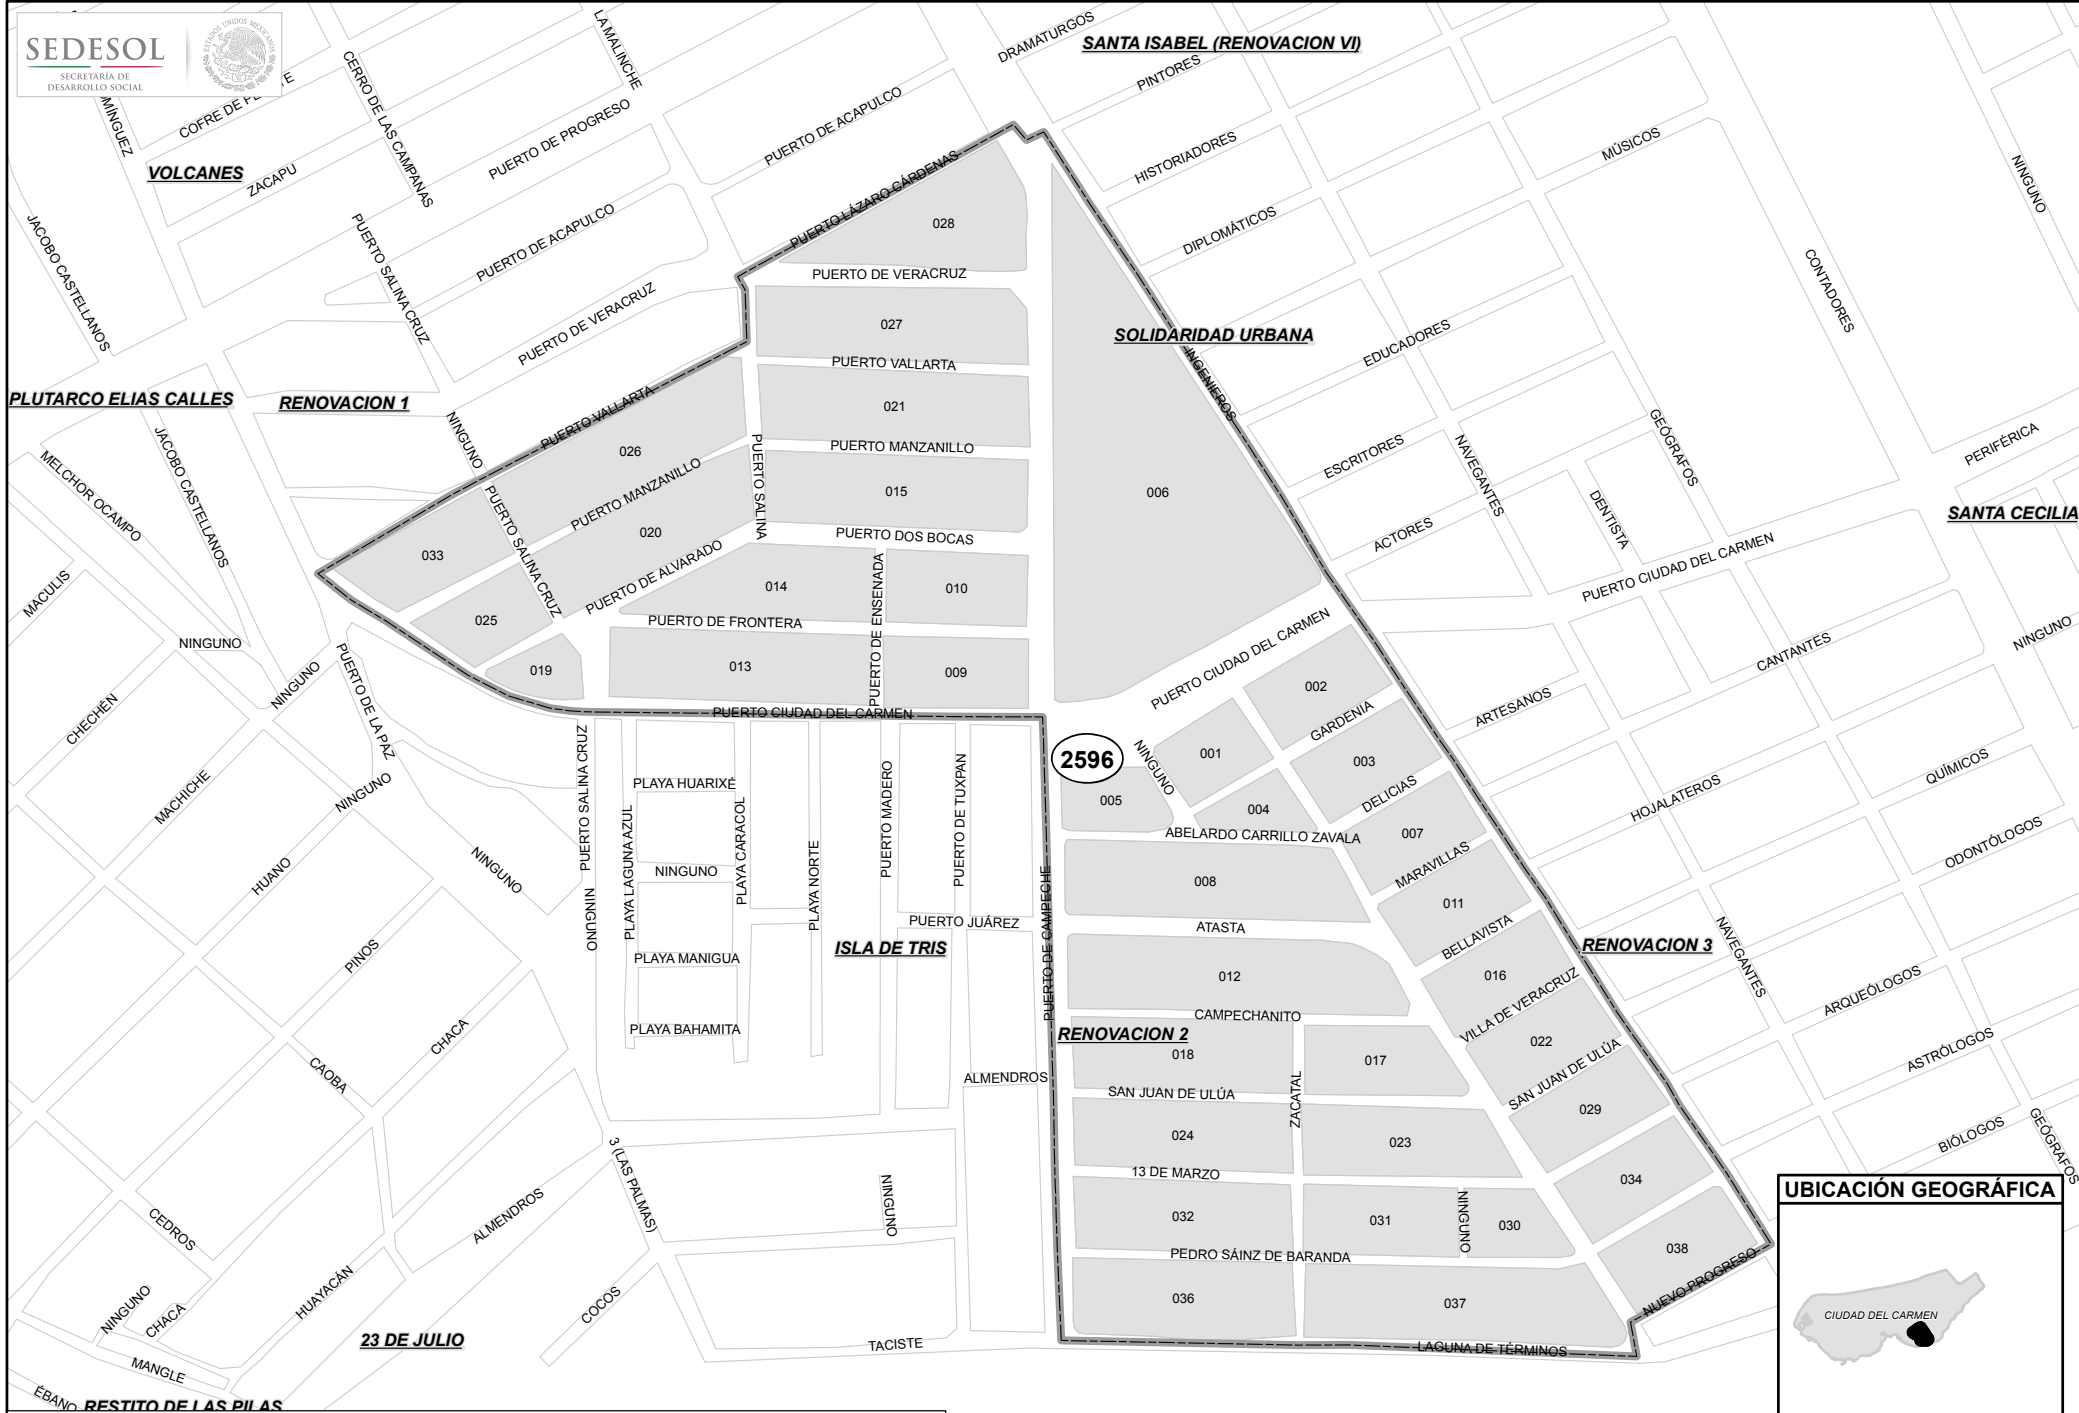 SEDESOL
SECRETARÍA DE
DESARROLLO SOCIAL
ESTADOS UNIDOS MEXICANOS
LA MALINCHE
DRAMATURGOS
SANTA ISABEL (RENOVACION VI)
PINTORES
CERRO DE LAS CAMPANAS
COFRE DE
PUERTO DE PROGRESO
PUERTO DE ACAPULCO
HISTORIADORES
MÚSICOS
VOLCANES
ZACAPU
NINGUNO
PUERTO LÁZARO CÁRDENAS
028
DIPLOMÁTICOS
JACOBO CASTELLANOS
PUERTO SALINA CRUZ
PUERTO DE ACAPULCO
PUERTO DE VERACRUZ
CONTADORES
PUERTO DE VERACRUZ
027
SOLIDARIDAD URBANA
EDUCADORES
PUERTO VALLARTA
INGENIEROS
PLUTARCO ELIAS CALLES
RENOVACION 1
PUERTO VALLARTA
021
GEÓGRAFOS
NINGUNO
026
PUERTO MANZANILLO
PUERTO SALINA
ESCRITORES
NAVEGANTES
PERIFÉRICA
MELCHOR OCAMPO
JACOBO CASTELLANOS
PUERTO MANZANILLO
015
006
DENTISTA
SANTA CECILIA
PUERTO SALINA CRUZ
020
PUERTO DOS BOCAS
ACTORES
033
PUERTO DE ALVARADO
014
PUERTO DE ENSENADA
010
PUERTO CIUDAD DEL CARMEN
MACULIS
025
PUERTO DE FRONTERA
NINGUNO
NINGUNO
CANTANTES
NINGUNO
PUERTO DE LA PAZ
019
013
009
PUERTO CIUDAD DEL CARMEN
002
CHECHÉN
PUERTO CIUDAD DEL CARMEN
GARDENIA
ARTESANOS
2596
NINGUNO
001
003
PUERTO SALINA CRUZ
PLAYA HUARIXÉ
PUERTO MADERO
PUERTO DE TUXPAN
QUÍMICOS
MACHICHE
NINGUNO
PLAYA LAGUNA AZUL
PLAYA CARACOL
005
004
DELICIAS
HOJALATEROS
ABELARDO CARRILLO ZAVALA
007
ODONTÓLOGOS
HUANO
NINGUNO
NINGUNO
PLAYA NORTE
008
MARAVILLAS
NINGUNO
PUERTO DE CAMPECHE
011
PUERTO JUÁREZ
ATASTA
PINOS
ISLA DE TRIS
BELLAVISTA
RENOVACION 3
NAVEGANTES
PLAYA MANIGUA
012
016
ARQUEÓLOGOS
CAMPECHANITO
VILLA DE VERACRUZ
CHACA
PLAYA BAHAMITA
RENOVACION 2
018
017
022
ASTRÓLOGOS
CAOBA
ALMENDROS
SAN JUAN DE ULÚA
ZACATAL
SAN JUAN DE ULÚA
029
024
023
BIÓLOGOS
GEÓGRAFOS
3 (LAS PALMAS)
13 DE MARZO
034
NINGUNO
UBICACIÓN GEOGRÁFICA
CEDROS
ALMENDROS
032
031
NINGUNO
030
PEDRO SÁINZ DE BARANDA
038
HUAYACÁN
NUEVO PROGRESO
NINGUNO
CHACA
COCOS
036
037
CIUDAD DEL CARMEN
23 DE JULIO
TACISTE
LAGUNA DE TÉRMINOS
MANGLE
ÉBANO
RESTITO DE LAS PILAS